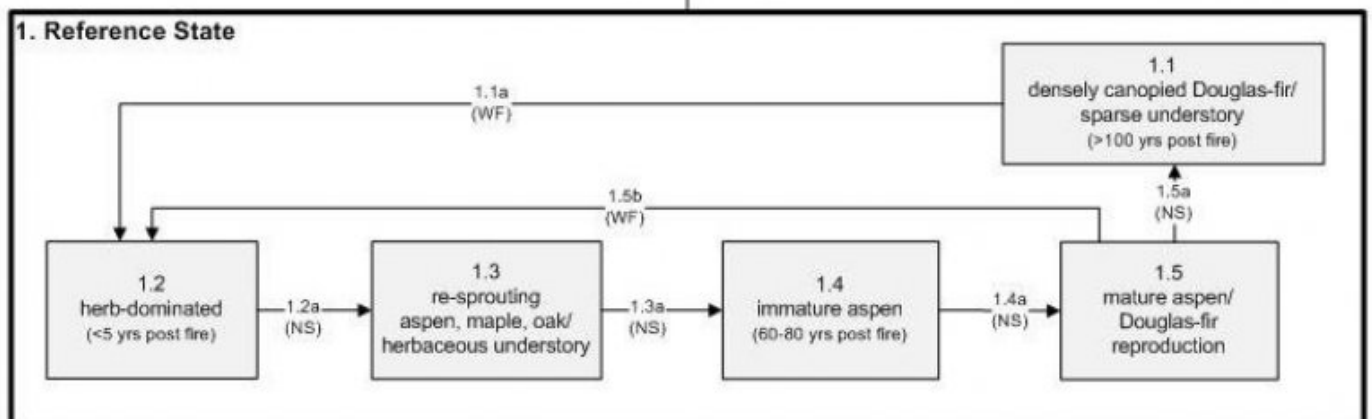 1. Reference State
1.1
densely canopied Douglas-fir/
sparse understory
(>100 yrs post fire)
1.1a
(WF)
1.5b
(WF)
1.5a
(NS)
1.2
herb-dominated
(<5 yrs post fire)
1.2a
(NS)
1.3
re-sprouting
aspen, maple, oak/
herbaceous understory
1.3a
(NS)
1.4
immature aspen
(60-80 yrs post fire)
1.4a
(NS)
1.5
mature aspen/
Douglas-fir
reproduction